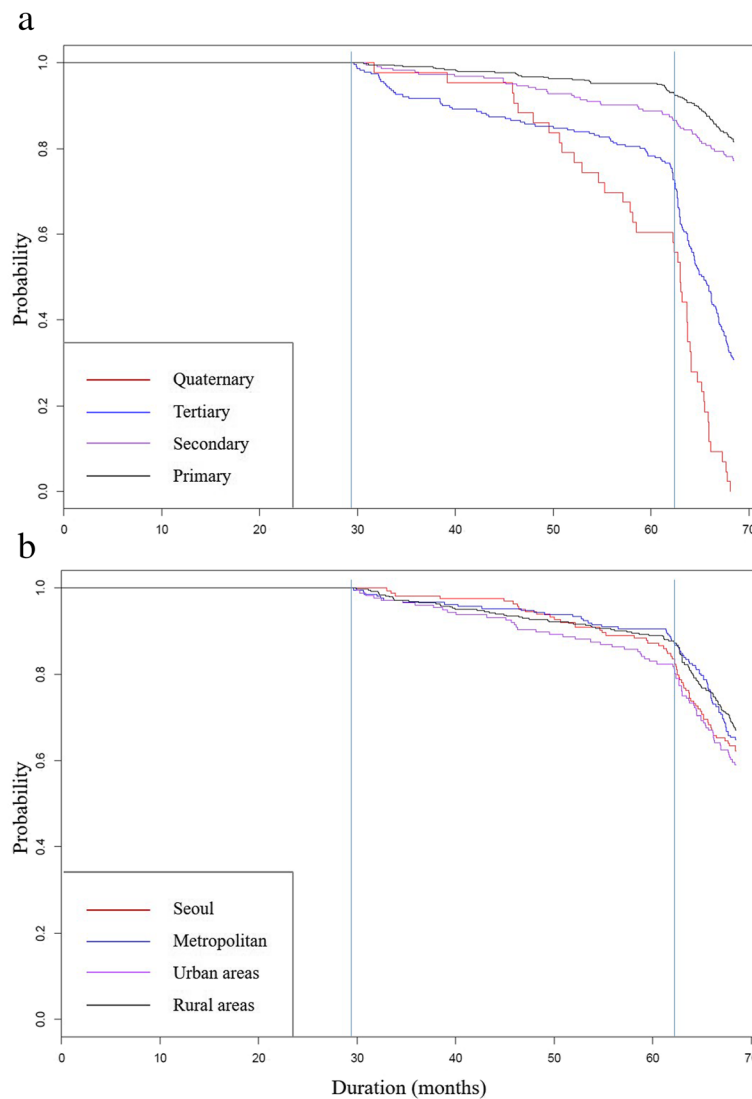 a
Probability
1.0
0.8
0.6
0.4
0.2
0.0
Quaternary
Tertiary
Secondary
Primary
0 10 20 30 40 50 60 70
b
Probability
1.0
0.8
0.6
0.4
0.2
0.0
Seoul
Metropolitan
Urban areas
Rural areas
0 10 20 30 40 50 60 70
Duration (months)